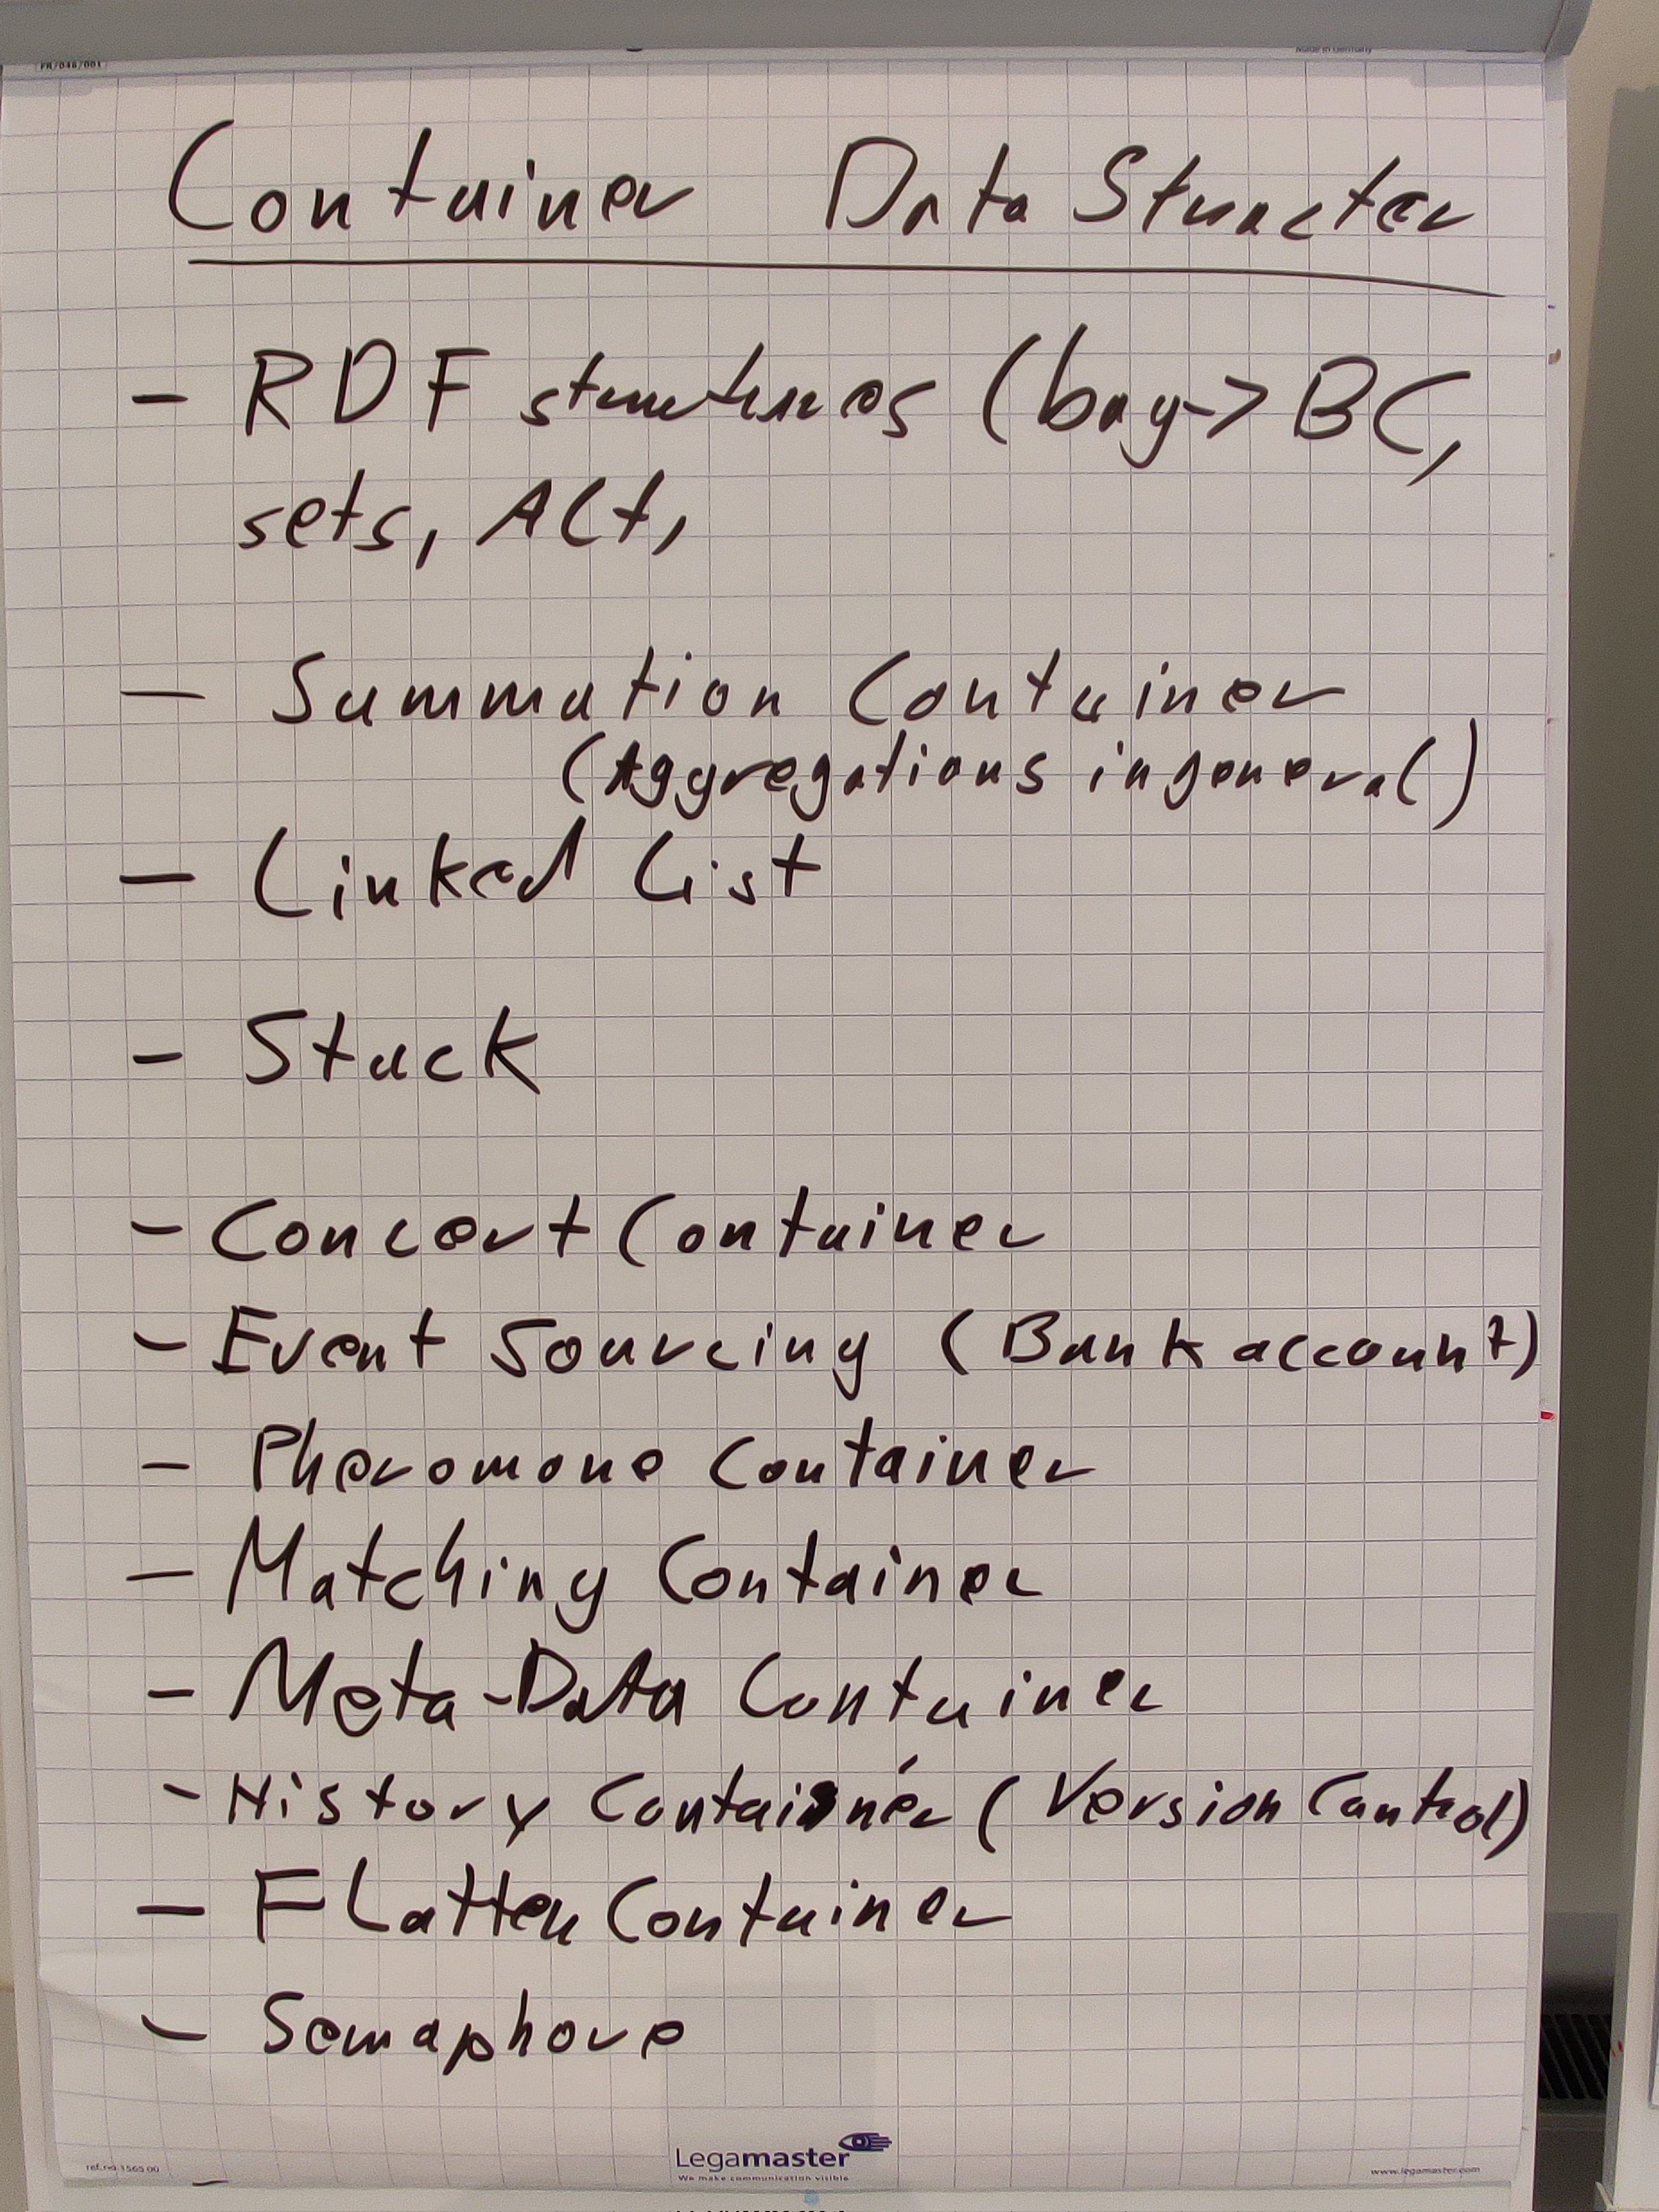 FR/046/001
Made in Germany
Container Data Structer
- RDF structures (bag-> BC,
sets, Alt,
- Summation Container
(Aggregations in general)
- Linked List
- Stack
- Concert Container
- Event Sourcing (Bank account)
- Pheromone Container
- Matching Container
- Meta-Data Container
- History Container (Version Control)
- Flatten Container
- Semaphore
Legamaster
We make communication visible
ref.no. 1565 00
www.legamaster.com